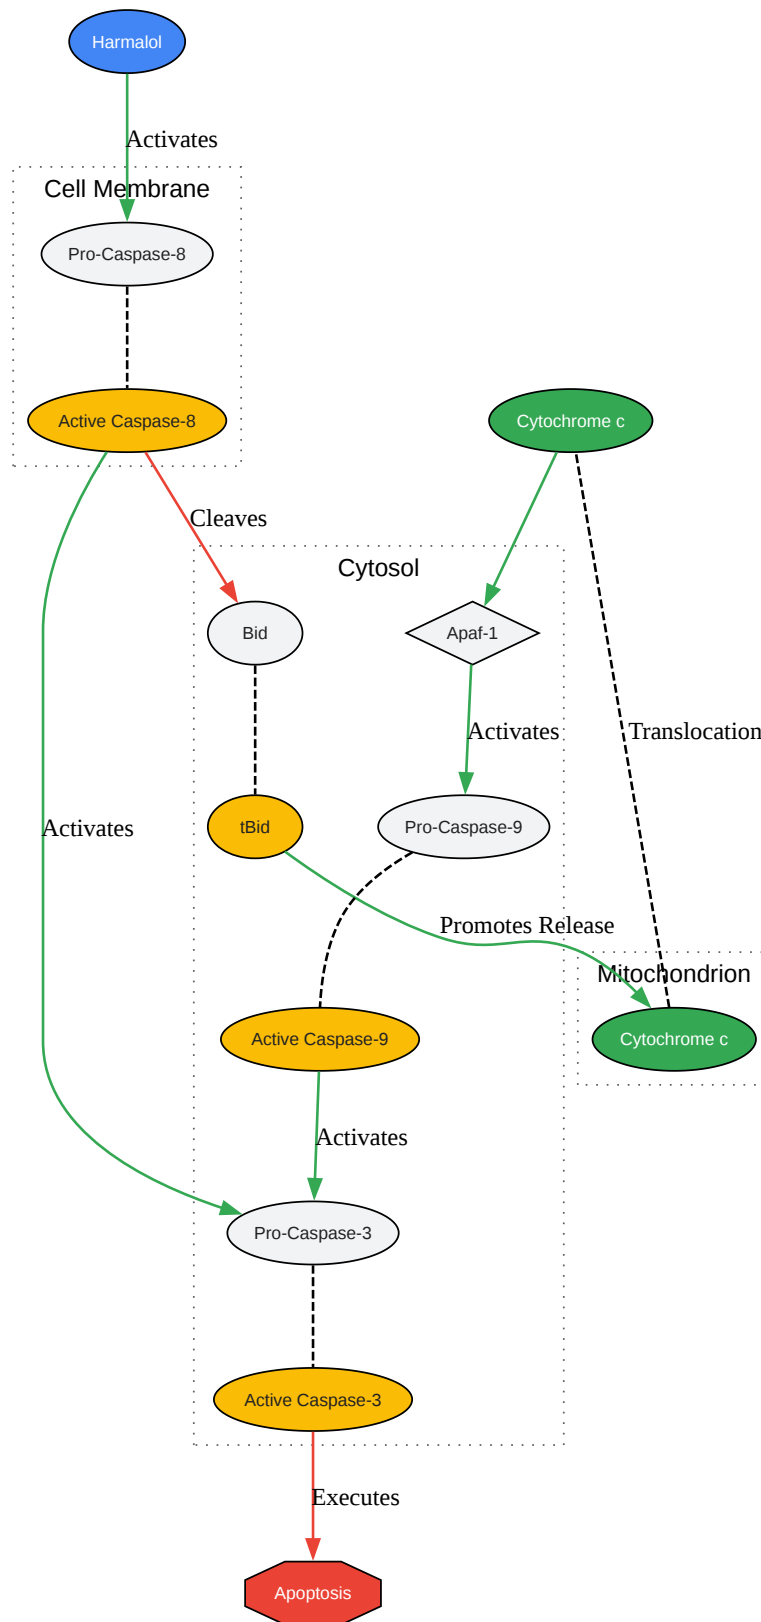 Harmalol
Activates
Cell Membrane
Pro-Caspase-8
Active Caspase-8
Cytochrome c
Cleaves
Cytosol
Bid
Apaf-1
Activates
Translocation
Activates
tBid
Pro-Caspase-9
Promotes Release
Mitochondrion
Active Caspase-9
Cytochrome c
Activates
Pro-Caspase-3
Active Caspase-3
Executes
Apoptosis